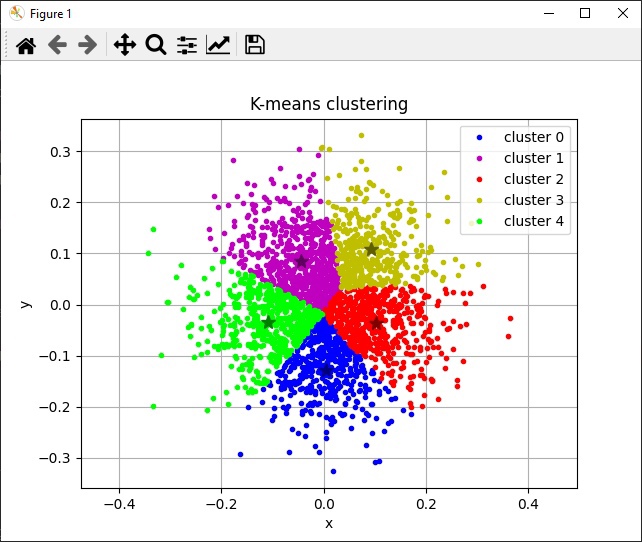 Figure 1
K-means clustering
cluster 0
cluster 1
cluster 2
cluster 3
cluster 4
0.3
0.2
0.1
0.0
−0.1
−0.2
−0.3
y
−0.4
−0.2
0.0
0.2
0.4
x